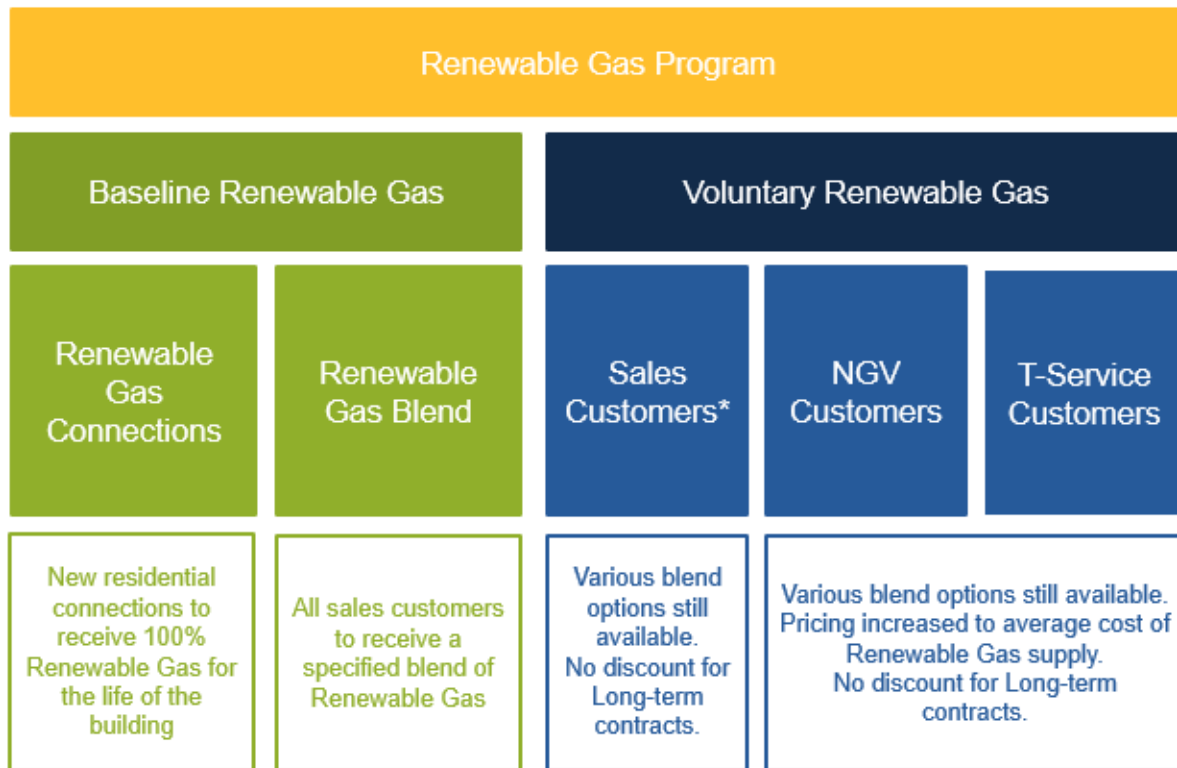 Renewable Gas Program
Baseline Renewable Gas
Voluntary Renewable Gas
Renewable
Gas
Connections
Renewable
Gas Blend
Sales
Customers*
NGV
Customers
T-Service
Customers
New residential
connections to
receive 100%
Renewable Gas for
the life of the
building
All sales customers
to receive a
specified blend of
Renewable Gas
Various blend
options still
available.
No discount for
Long-term
contracts.
Various blend options still available.
Pricing increased to average cost of
Renewable Gas supply.
No discount for Long-term
contracts.